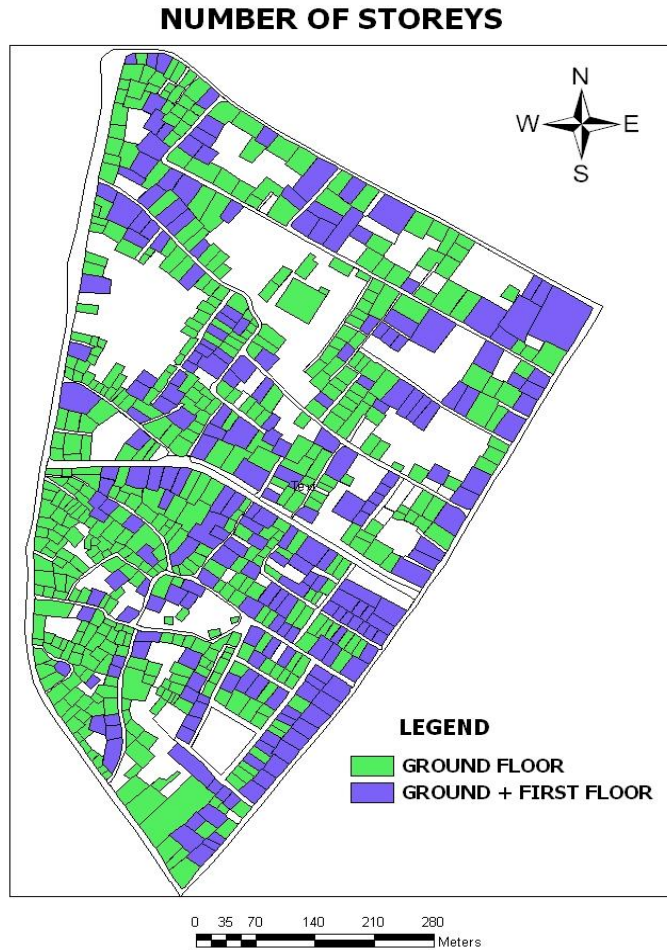 NUMBER OF STOREYS
N
W E
S
Text
LEGEND
GROUND FLOOR
GROUND + FIRST FLOOR
0 35 70 140 210 280
Meters